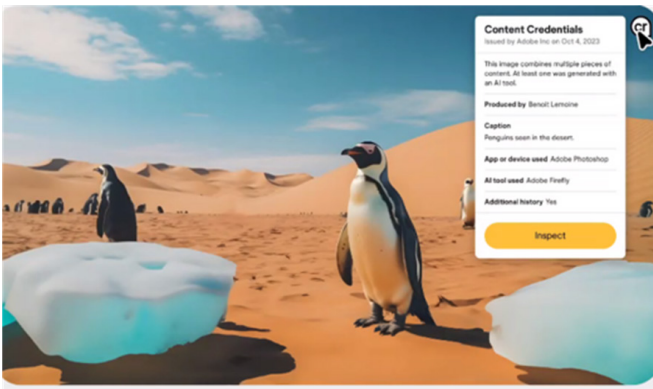 cr
Content Credentials
Issued by Adobe Inc on Oct 4, 2023
This image combines multiple pieces of
content. At least one was generated with
an AI tool.
Produced by Benoit Lemoine
Caption
Penguins seen in the desert.
App or device used Adobe Photoshop
AI tool used Adobe Firefly
Additional history Yes
Inspect